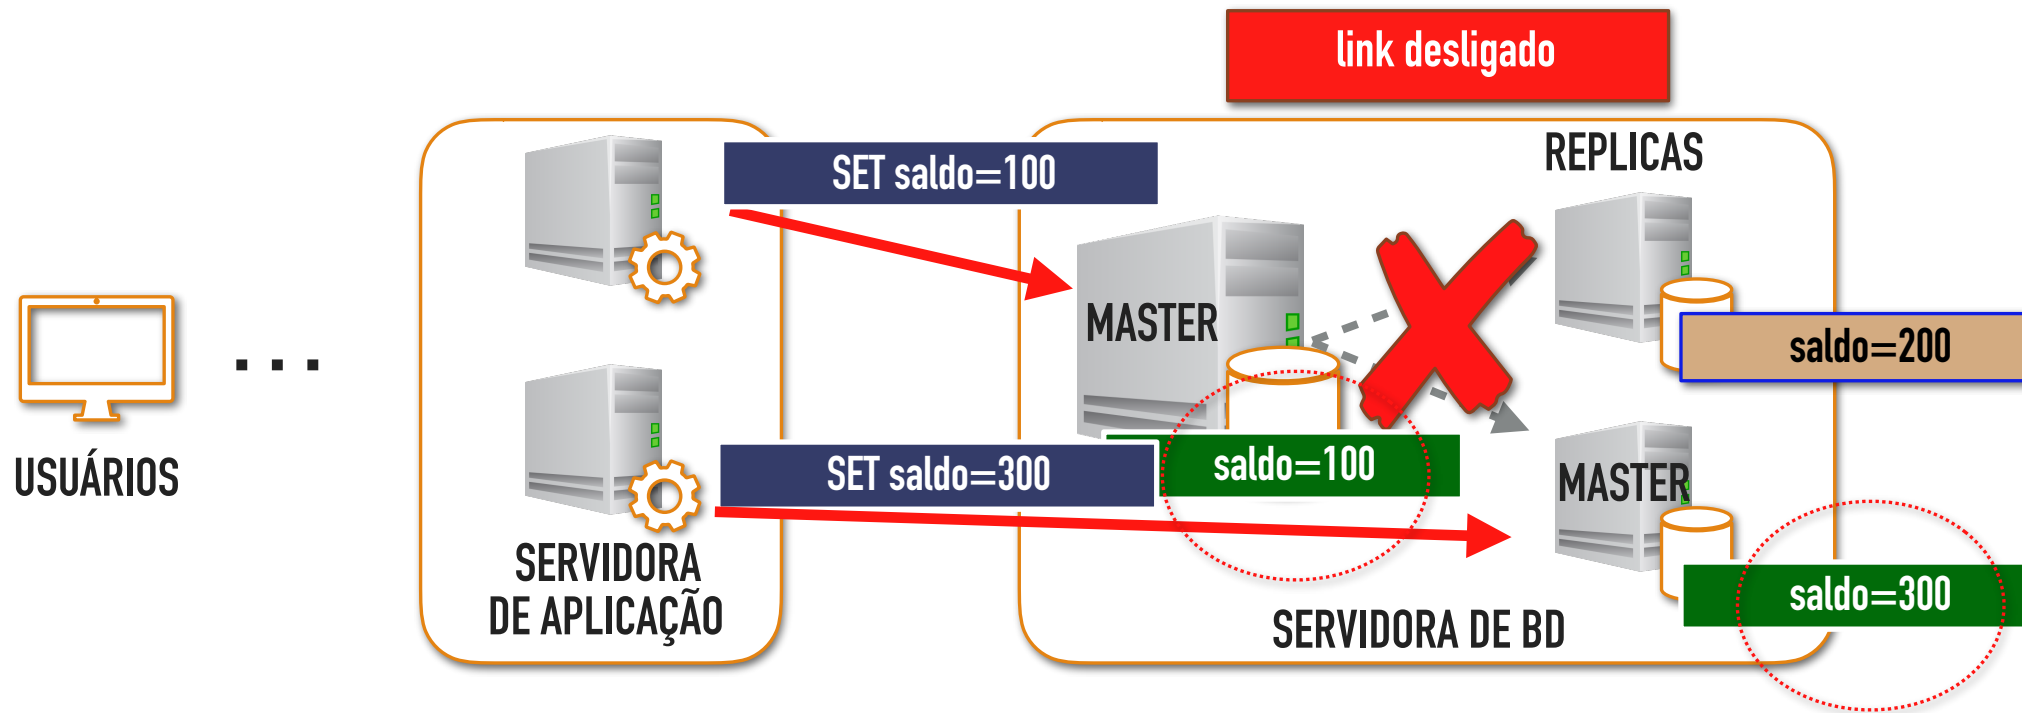 link desligado
REPLICAS
SET saldo=100
MASTER
saldo=200
SET saldo=300
saldo=100
MASTER
USUÁRIOS
SERVIDORA
DE APLICAÇÃO
saldo=300
SERVIDORA DE BD